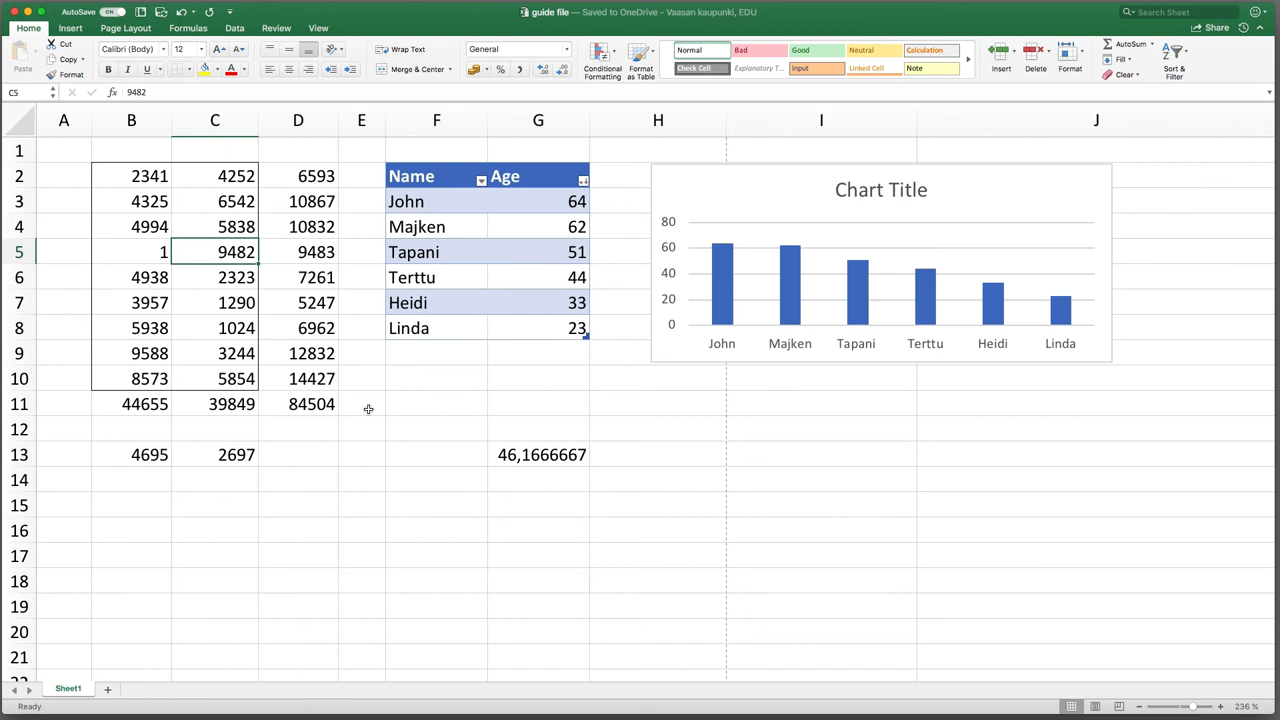 AutoSave ON guide file — Saved to OneDrive - Vaasan kaupunki, EDU Search Sheet
Home Insert Page Layout Formulas Data Review View Share
Cut
Copy
Format
Paste
Calibri (Body) 12
B I U
A
Wrap Text
Merge & Center
General
%
Conditional
Formatting
Format
as Table
Normal Bad Good Neutral Calculation
Check Cell Explanatory T... Input Linked Cell Note
Insert Delete Format
AutoSum
Fill
Clear
Sort &
Filter
C5 fx 9482
A B C D E F G H I J
1
2 2341 4252 6593 Name Age
3 4325 6542 10867 John 64
4 4994 5838 10832 Majken 62
5 1 9482 9483 Tapani 51
6 4938 2323 7261 Terttu 44
7 3957 1290 5247 Heidi 33
8 5938 1024 6962 Linda 23
9 9588 3244 12832
10 8573 5854 14427
11 44655 39849 84504
12
13 4695 2697 46,1666667
14
15
16
17
18
19
20
21
Chart Title
80
60
40
20
0
John Majken Tapani Terttu Heidi Linda
Sheet1
Ready 236 %